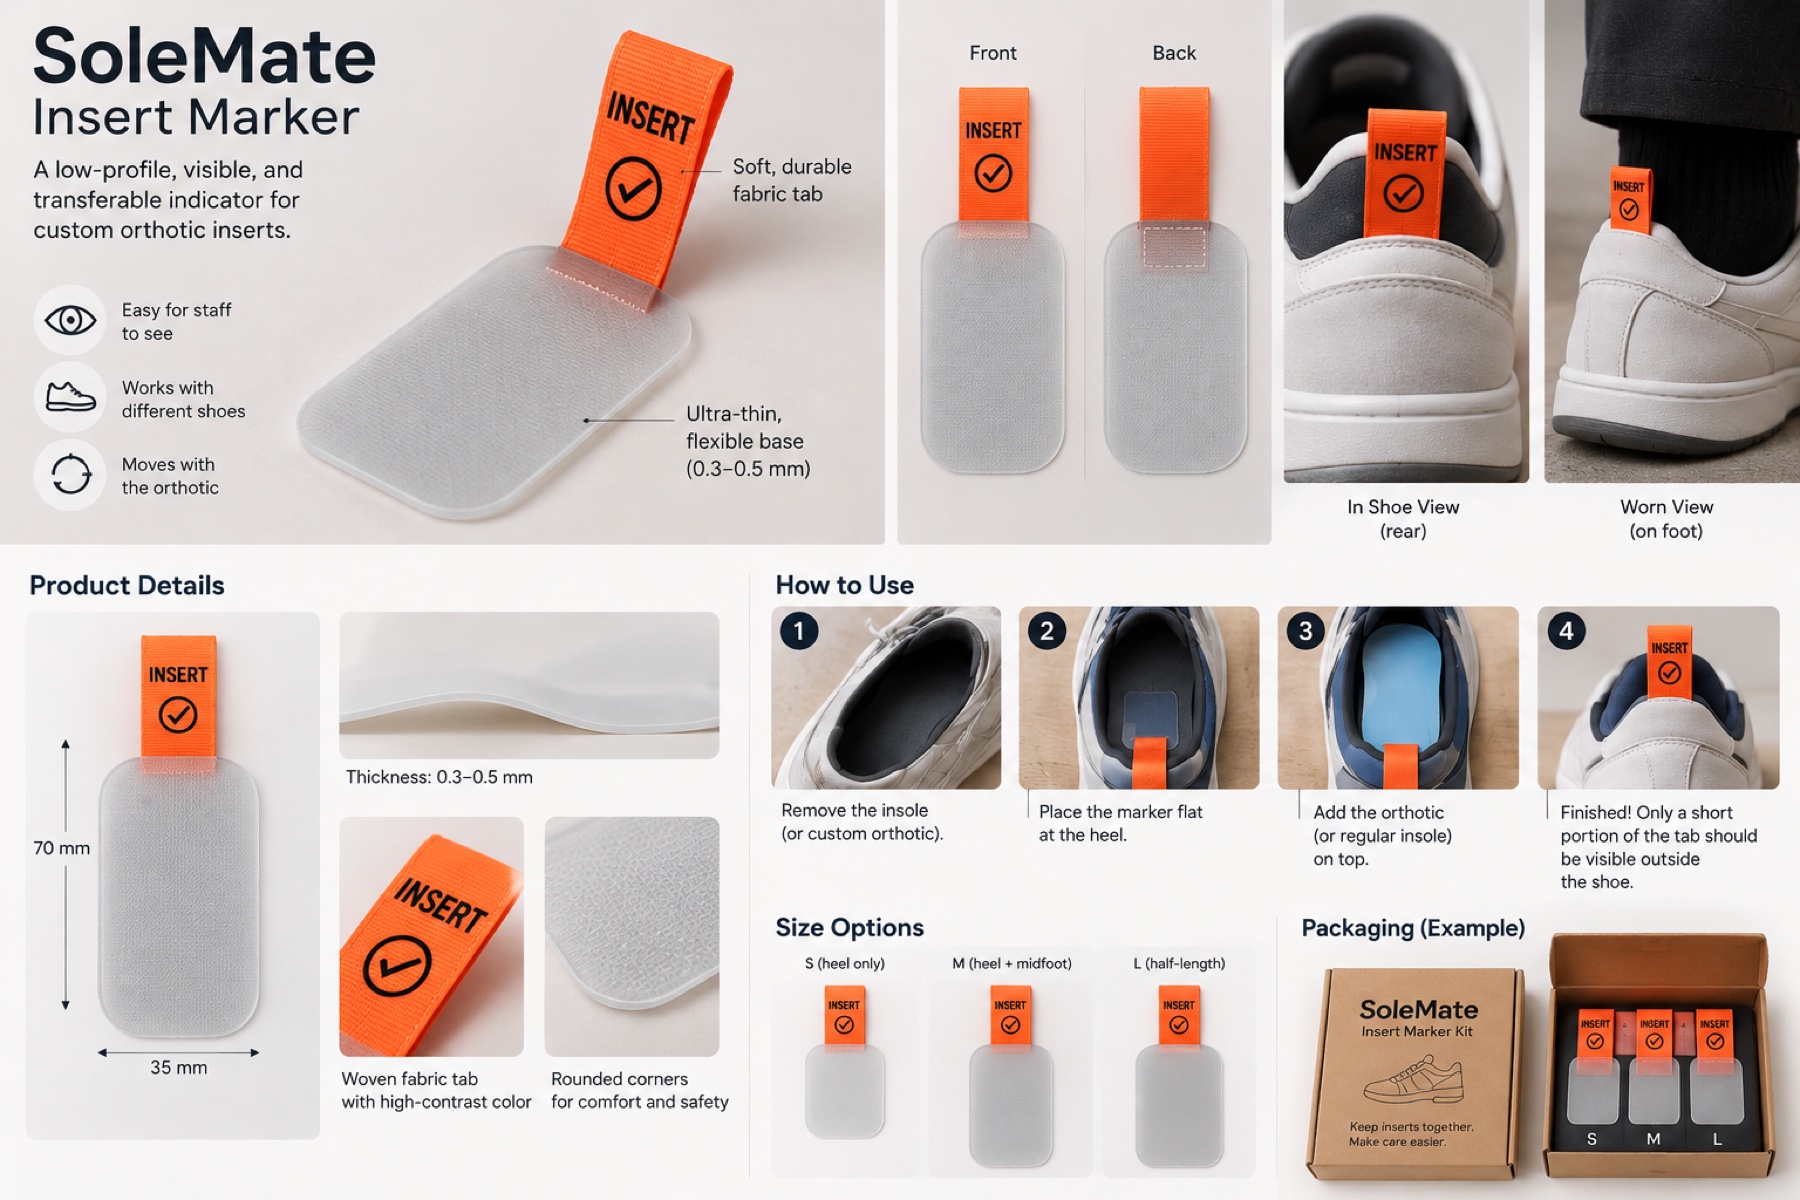 SoleMate
Insert Marker
A low-profile, visible, and
transferable indicator for
custom orthotic inserts.
Easy for staff
to see
Works with
different shoes
Moves with
the orthotic
INSERT
Soft, durable
fabric tab
Ultra-thin,
flexible base
(0.3–0.5 mm)
Front
INSERT
Back
INSERT
In Shoe View
(rear)
INSERT
Worn View
(on foot)
Product Details
INSERT
70 mm
35 mm
Thickness: 0.3–0.5 mm
INSERT
Woven fabric tab
with high-contrast color
Rounded corners
for comfort and safety
How to Use
1
Remove the insole
(or custom orthotic).
2
Place the marker flat
at the heel.
3
Add the orthotic
(or regular insole)
on top.
4
INSERT
Finished! Only a short
portion of the tab should
be visible outside
the shoe.
Size Options
S (heel only)
INSERT
M (heel + midfoot)
INSERT
L (half-length)
INSERT
Packaging (Example)
SoleMate
Insert Marker Kit
Keep inserts together.
Make care easier.
INSERT
INSERT
INSERT
S
M
L